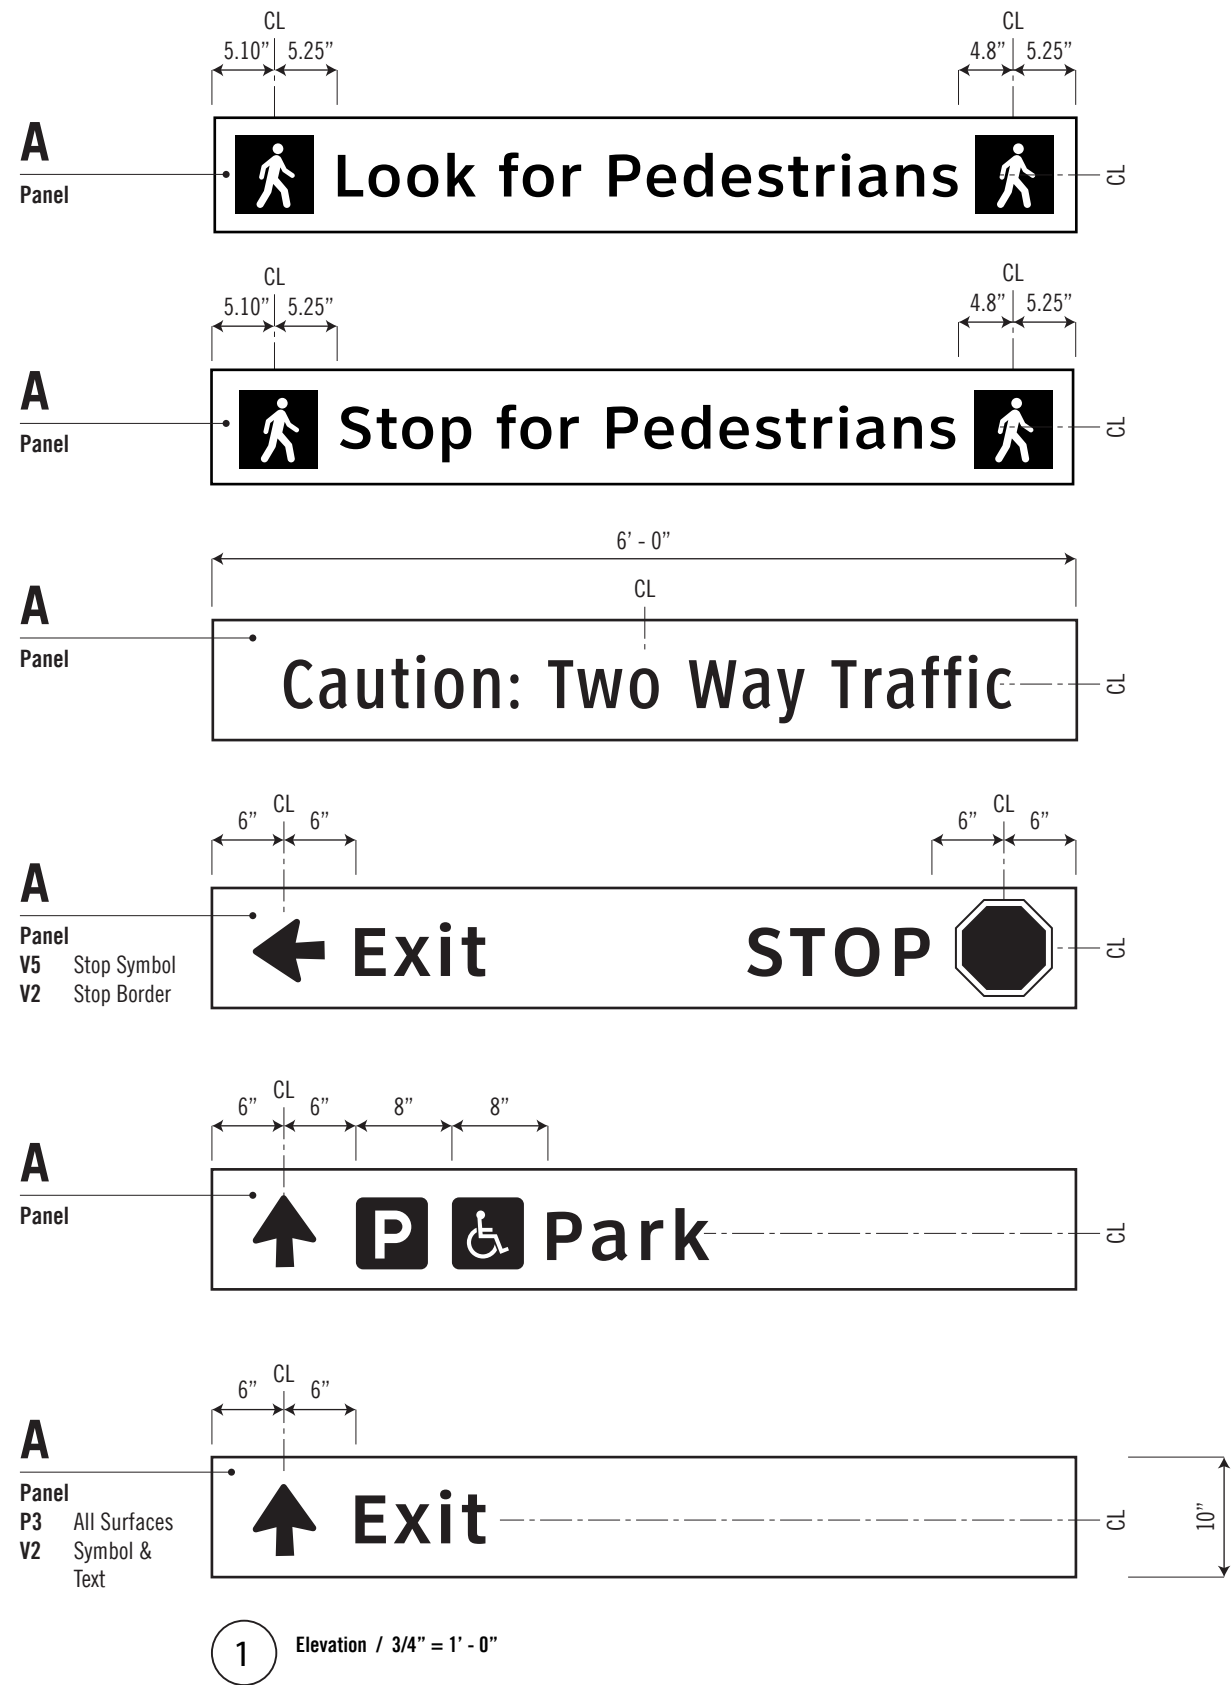 CL CL
5.10” 5.25” 4.8” 5.25”
A
Panel
Look for Pedestrians
CL
CL CL
5.10” 5.25” 4.8” 5.25”
A
Panel
Stop for Pedestrians
CL
6’ - 0”
CL
A
Panel
Caution: Two Way Traffic
CL
CL CL
6” 6” 6” 6”
A
Panel
V5 Stop Symbol
V2 Stop Border
Exit STOP
CL
CL
6” 6” 8” 8”
A
Panel
P Park
CL
CL
6” 6”
A
Panel
P3 All Surfaces
V2 Symbol &
Text
Exit
CL
10”
1 Elevation / 3/4” = 1’ - 0”